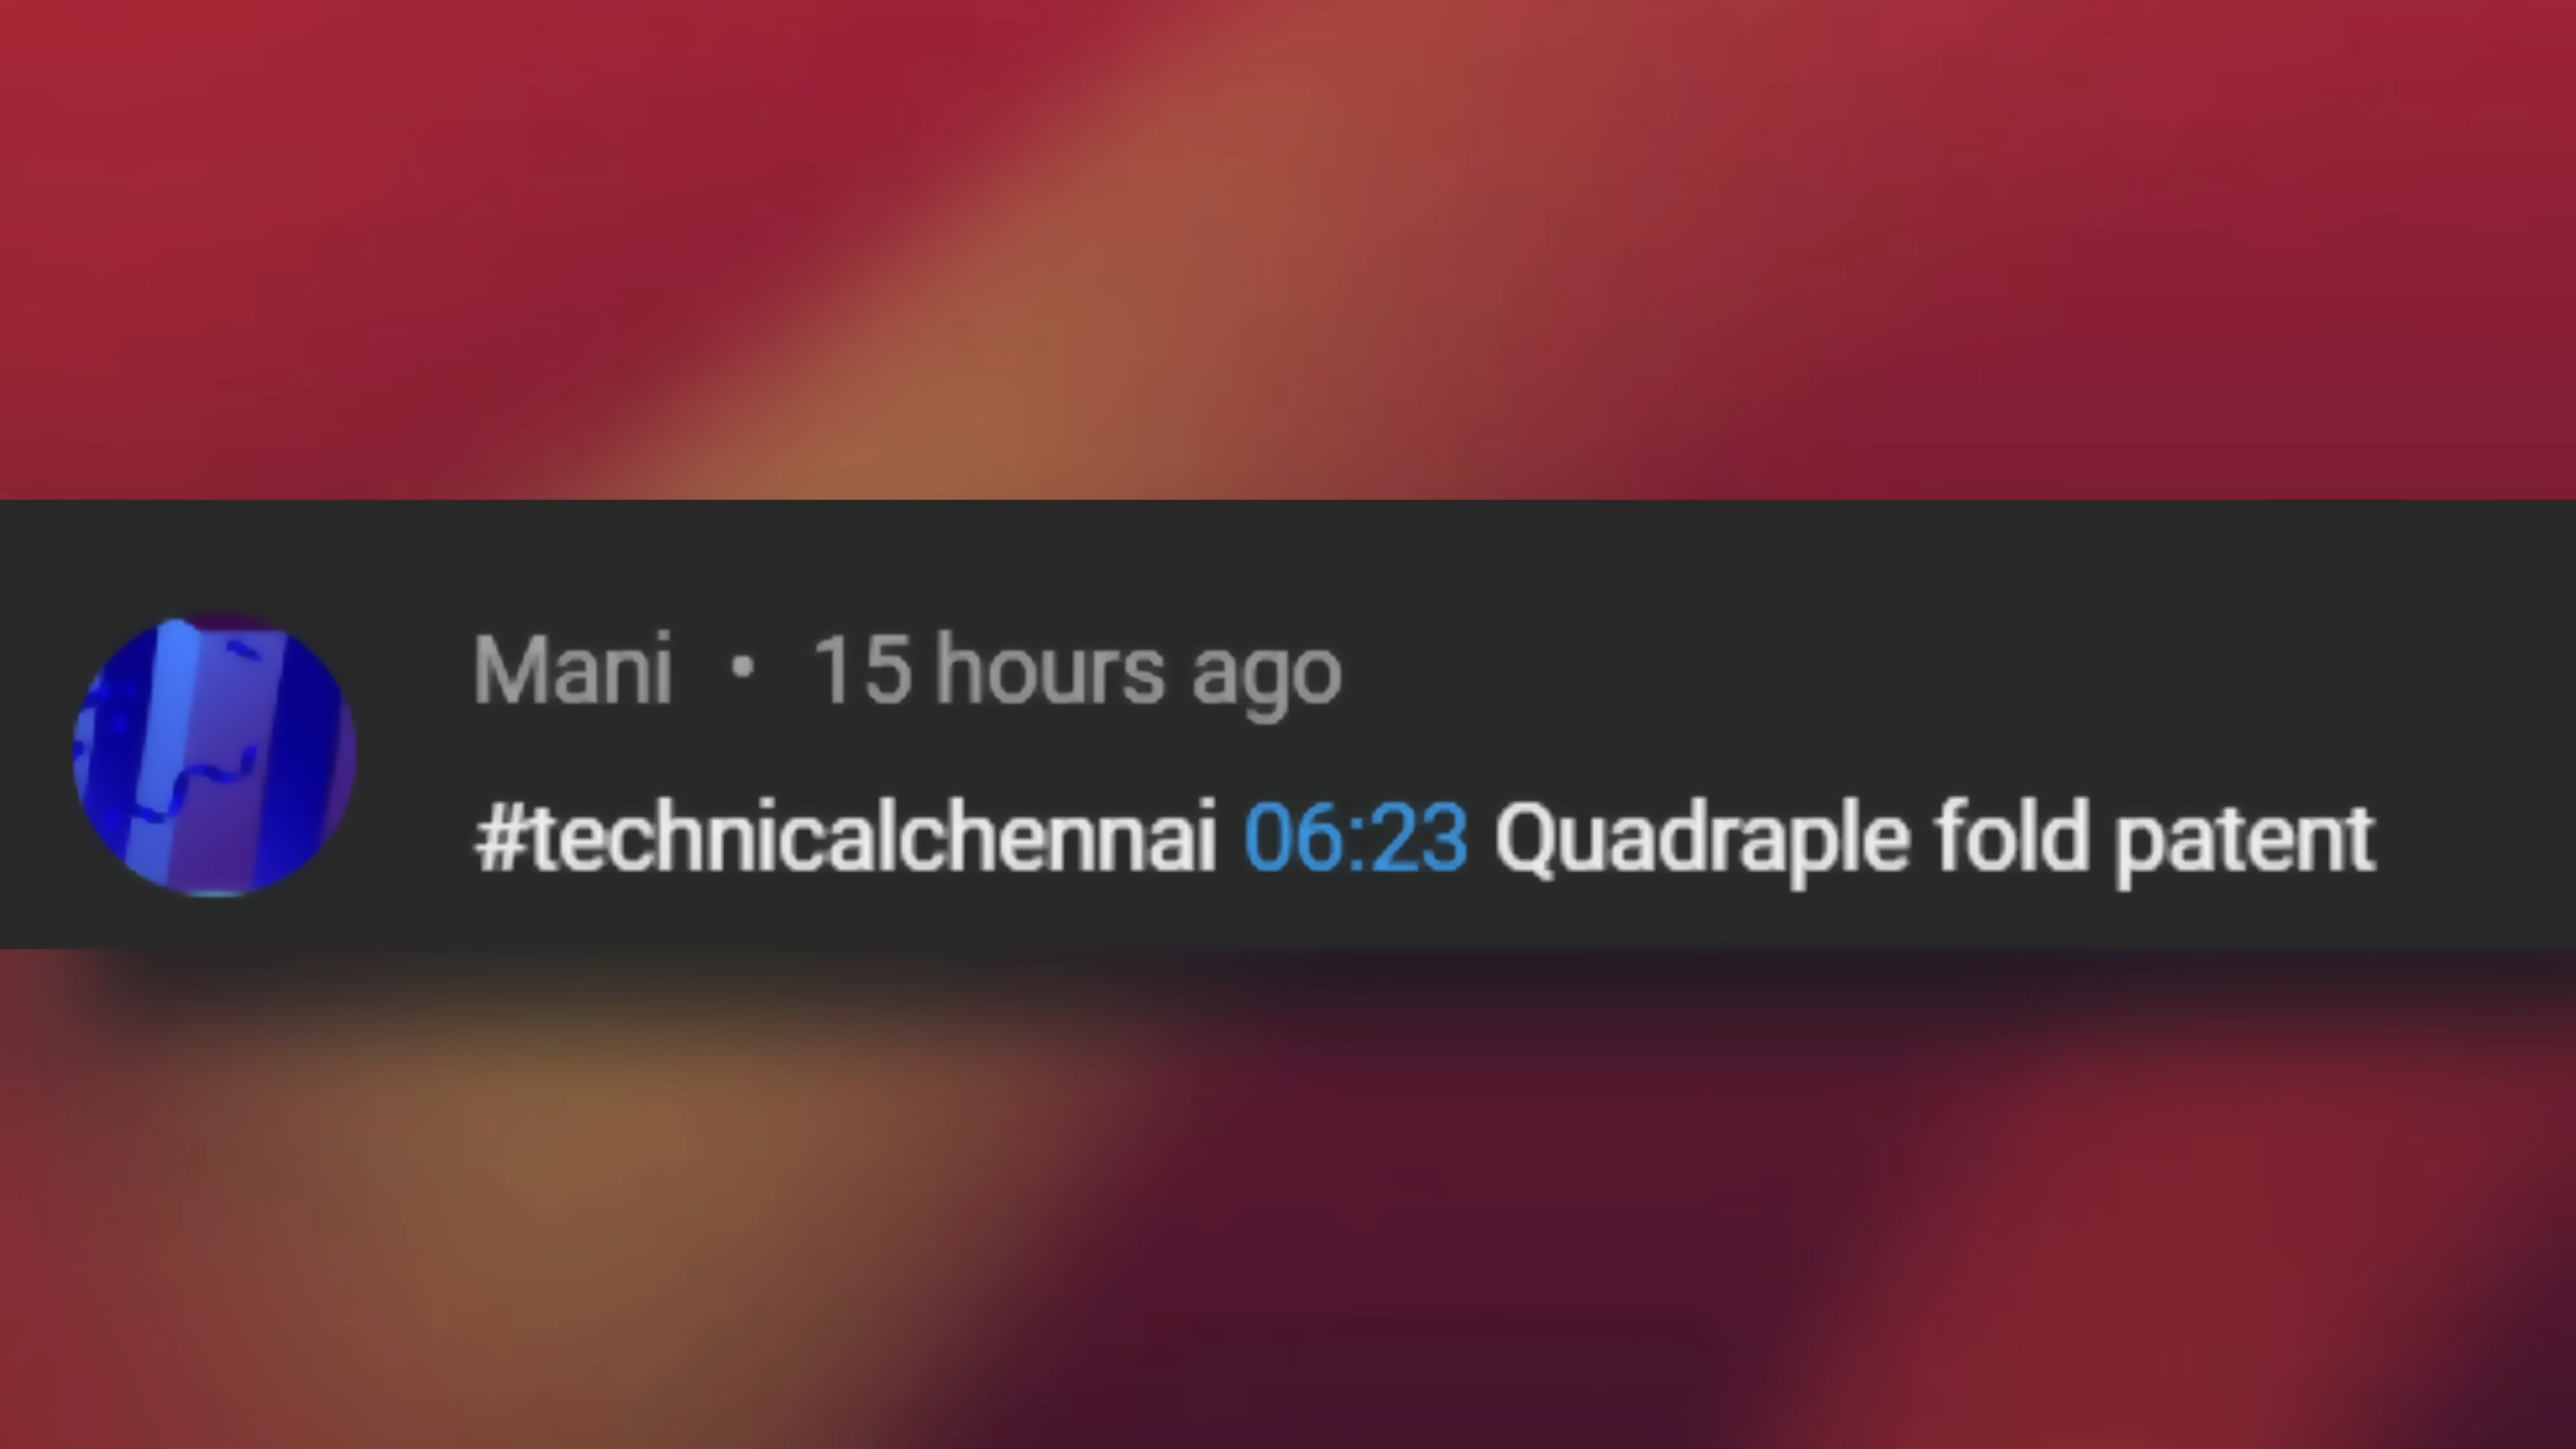 Mani • 15 hours ago
#technicalchennai 06:23 Quadraple fold patent